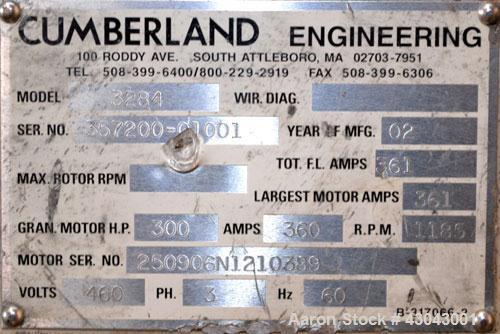 CUMBERLAND ENGINEERING
100 RODDY AVE. SOUTH ATTLEBORO, MA 02703-7951
TEL. 508-399-6400/800-229-2919 FAX 508-399-6306
MODEL 3284 WIR. DIAG.
SER. NO. 357200-01001 YEAR OF MFG. 02
TOT. F.L. AMPS 361
MAX. ROTOR RPM
LARGEST MOTOR AMPS 361
GRAN. MOTOR H.P. 300 AMPS 360 R.P.M. 1185
MOTOR SER. NO. 250906N1210389
VOLTS 460 PH. 3 Hz 60
Aaron Stock # 43043001